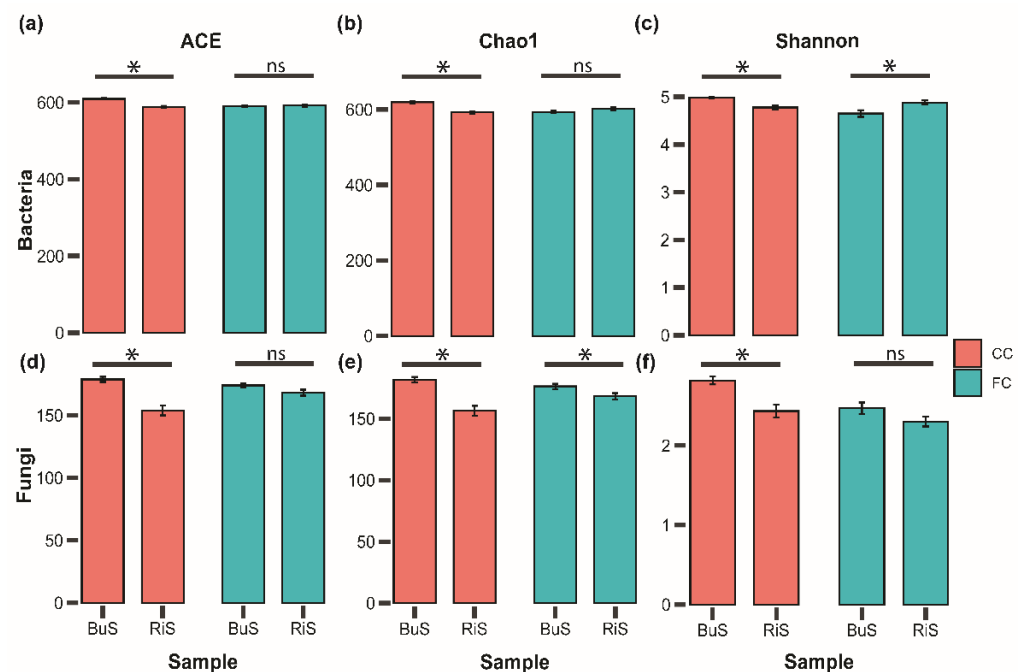 (a) (b) (c)
ACE Chao1 Shannon
* ns * ns * *
600 600 5
400 400 4
200 200 3
0 0 2
1
0
Bacteria
CC
FC
(d) * ns (e) * * (f) * ns
150 150 2
100 100 1
50 50 0
0 0
Fungi
BuS RiS BuS RiS BuS RiS BuS RiS BuS RiS BuS RiS
Sample Sample Sample